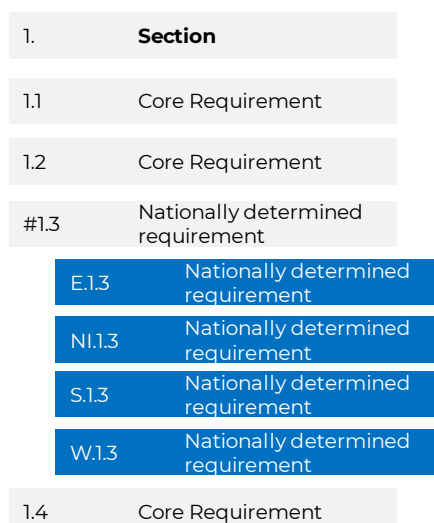 1. Section
1.1 Core Requirement
1.2 Core Requirement
#1.3 Nationally determined
requirement
E.1.3 Nationally determined
requirement
NI.1.3 Nationally determined
requirement
S.1.3 Nationally determined
requirement
W.1.3 Nationally determined
requirement
1.4 Core Requirement